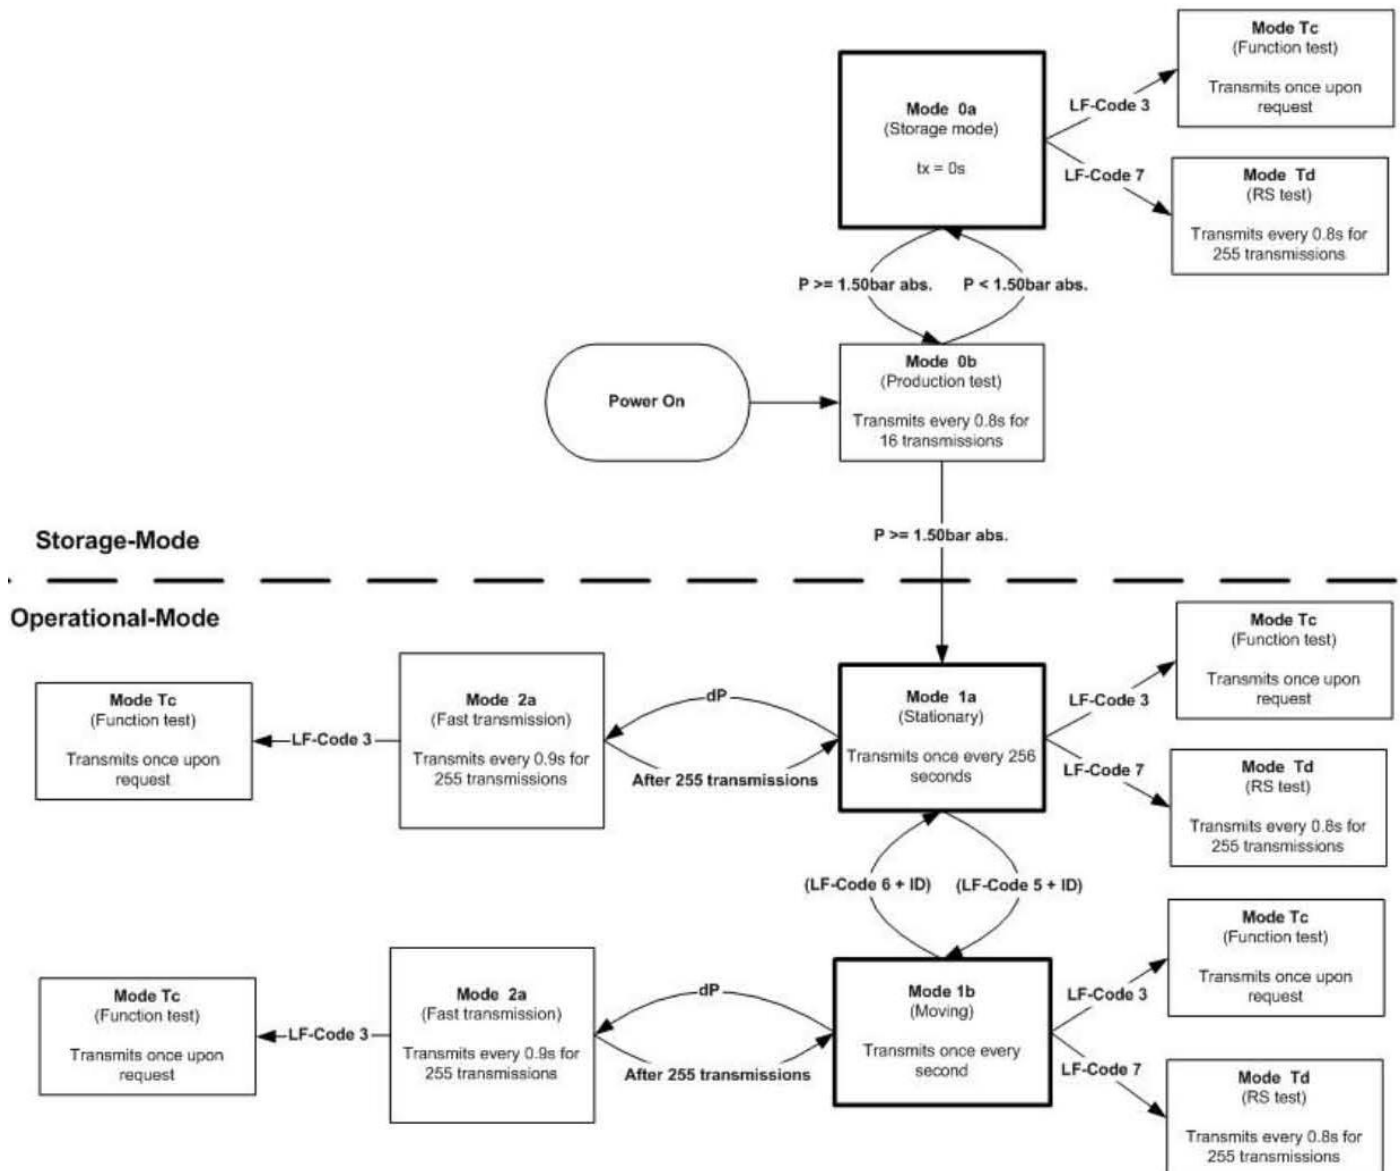 Mode Tc
(Function test)
Transmits once upon
request
Mode 0a
(Storage mode)
tx = 0s
LF-Code 3
LF-Code 7
Mode Td
(RS test)
Transmits every 0.8s for
255 transmissions
P >= 1.50bar abs.
P < 1.50bar abs.
Power On
Mode 0b
(Production test)
Transmits every 0.8s for
16 transmissions
P >= 1.50bar abs.
Storage-Mode
Operational-Mode
Mode Tc
(Function test)
Transmits once upon
request
LF-Code 3
Mode 2a
(Fast transmission)
Transmits every 0.9s for
255 transmissions
dP
After 255 transmissions
Mode 1a
(Stationary)
Transmits once every 256
seconds
LF-Code 3
LF-Code 7
Mode Tc
(Function test)
Transmits once upon
request
Mode Td
(RS test)
Transmits every 0.8s for
255 transmissions
(LF-Code 6 + ID)
(LF-Code 5 + ID)
Mode Tc
(Function test)
Transmits once upon
request
LF-Code 3
Mode 2a
(Fast transmission)
Transmits every 0.9s for
255 transmissions
dP
After 255 transmissions
Mode 1b
(Moving)
Transmits once every
second
LF-Code 3
LF-Code 7
Mode Tc
(Function test)
Transmits once upon
request
Mode Td
(RS test)
Transmits every 0.8s for
255 transmissions